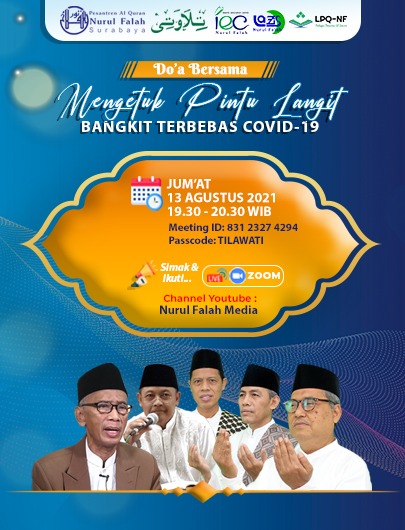 Pesantren Al Quran
Nurul Falah
Surabaya
تلاوتي
Nurul Falah
Nurul Falah
LPQ-NF
Do'a Bersama
Mengetuk Pintu Langit
BANGKIT TERBEBAS COVID-19
JUM'AT
13 AGUSTUS 2021
19.30 - 20.30 WIB
Meeting ID: 831 2327 4294
Passcode: TILAWATI
Simak &
Ikuti...
LIVE
ZOOM
Channel Youtube :
Nurul Falah Media